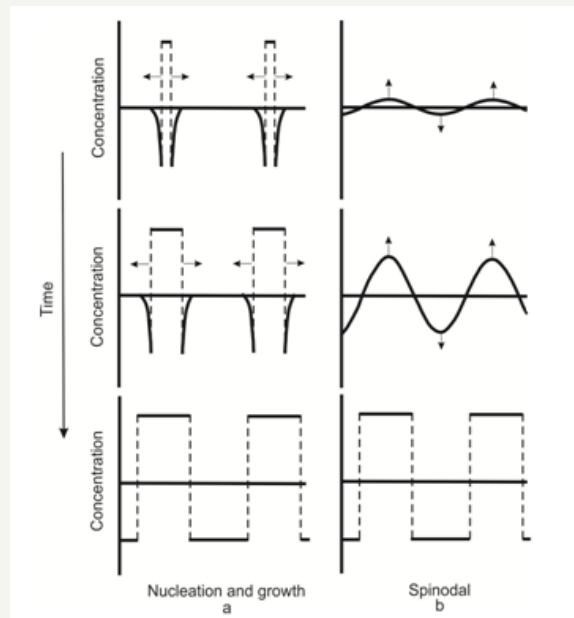 Concentration
Concentration
Concentration
Time
Nucleation and growth
a
Spinodal
b